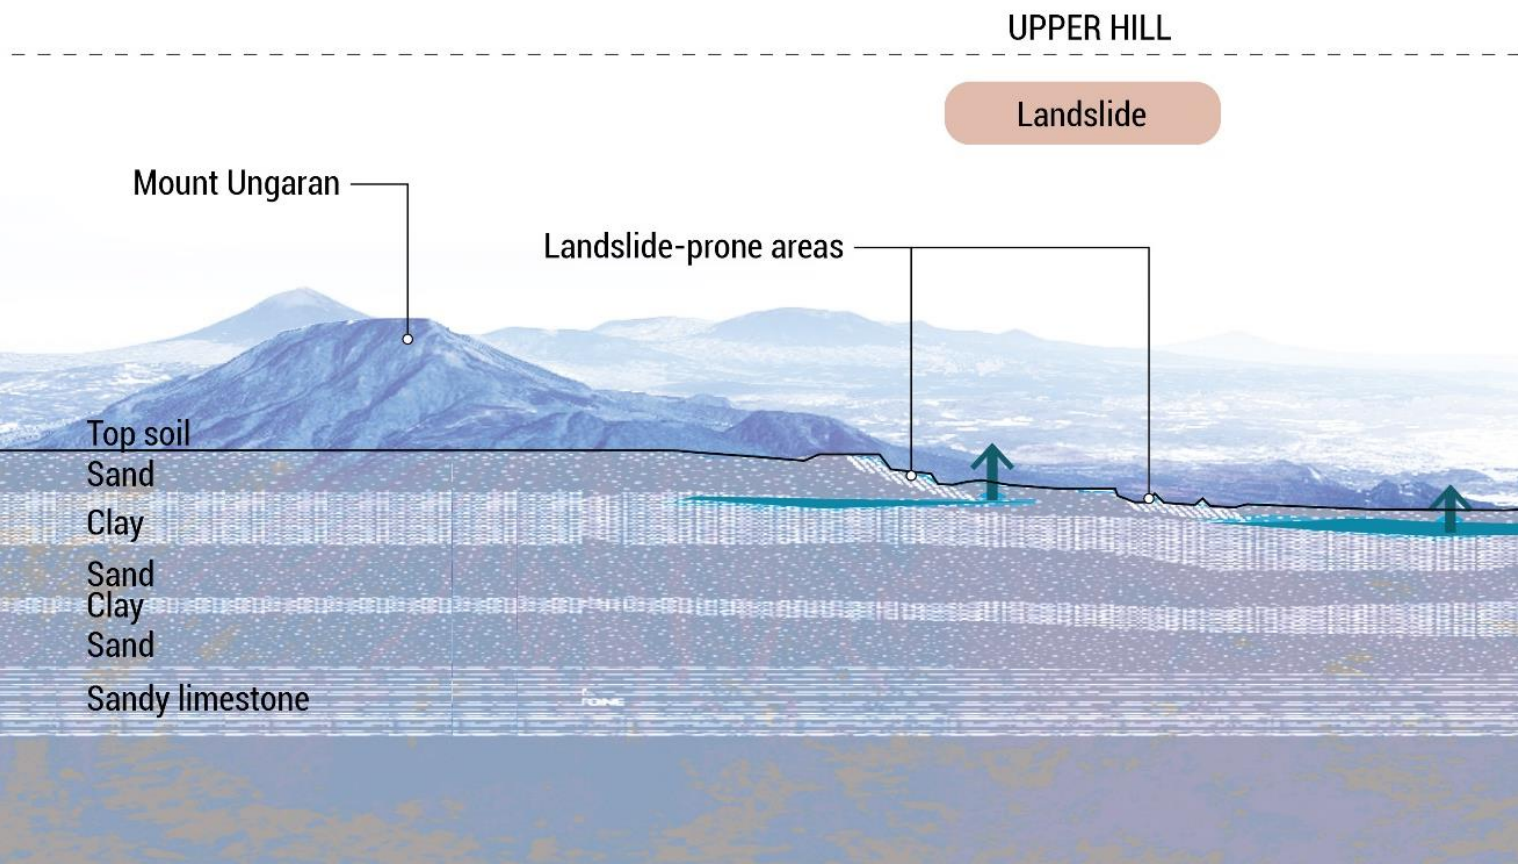 UPPER HILL
Landslide
Mount Ungaran
Landslide-prone areas
Top soil
Sand
Clay
Sand
Clay
Sand
Sandy limestone